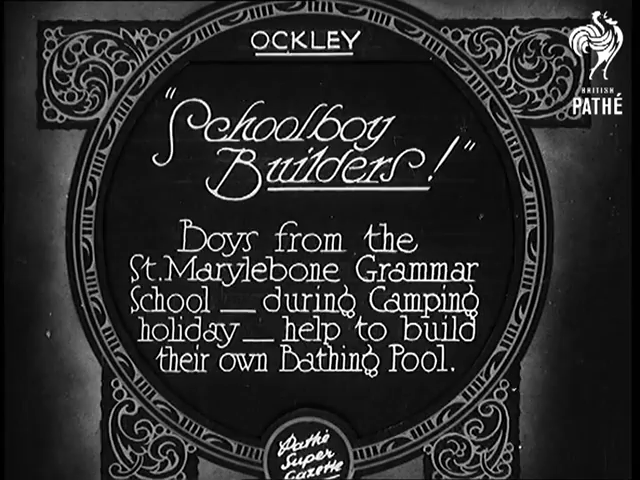 OCKLEY
BRITISH
PATHÉ
"Schoolboy
Builders!"
Boys from the
St. Marylebone Grammar
School — during Camping
holiday — help to build
their own Bathing Pool.
Pathé
Super
Gazette